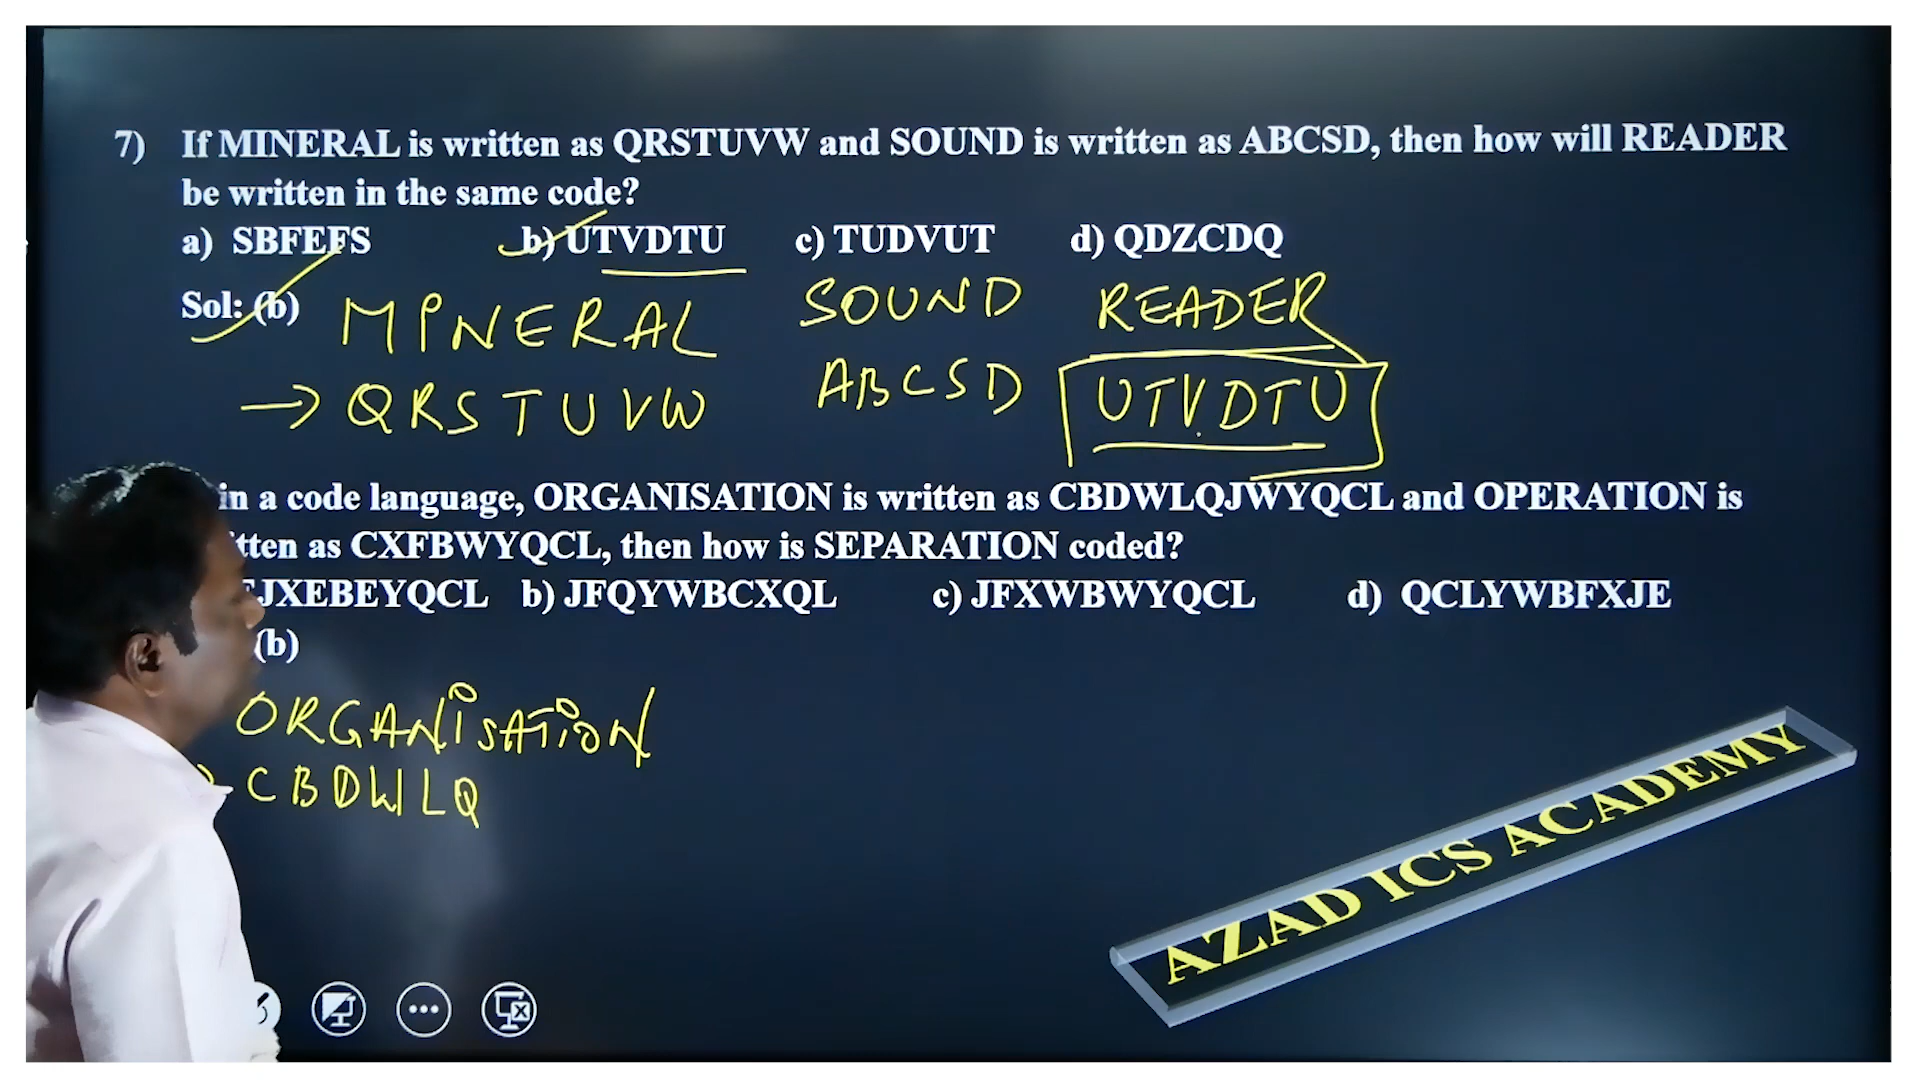 7) If MINERAL is written as QRSTUVW and SOUND is written as ABCSD, then how will READER
be written in the same code?
a) SBFEFS b) UTVDTU c) TUDVUT d) QDZCDQ
Sol: (b)
MINERAL SOUND READER
→ QRSTUVW ABCSD UTVDTU
in a code language, ORGANISATION is written as CBDWLQJWYQCL and OPERATION is
tten as CXFBWYQCL, then how is SEPARATION coded?
EJXEBEYQCL b) JFQYWBCXQL c) JFXWBWYQCL d) QCLYWBFXJE
(b)
ORGANISATION
CBDWLQ
AZAD ICS ACADEMY